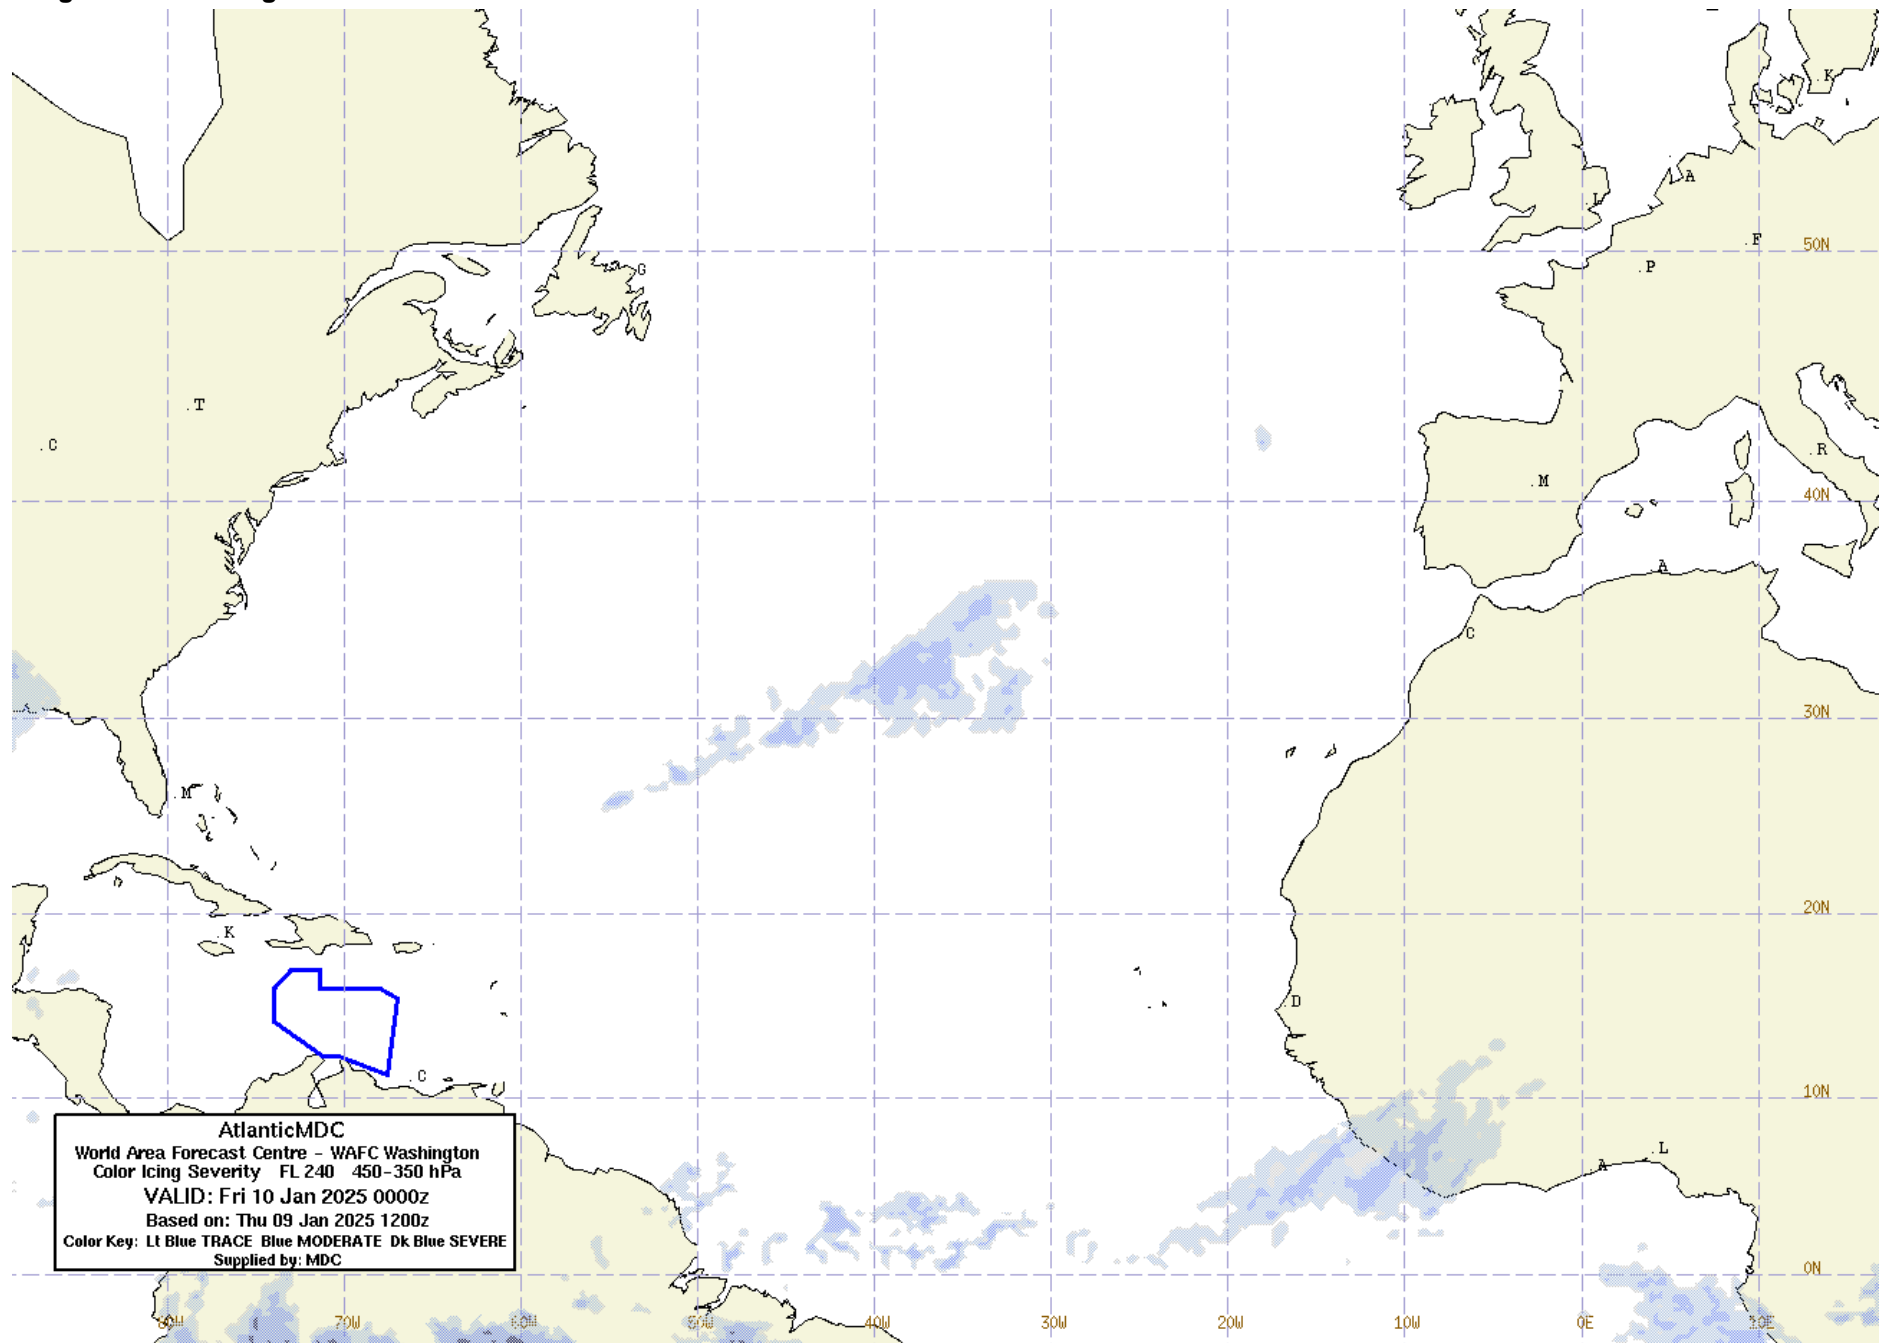 .K
A
.L
.F
50N
.P
G
.T
.C
.R
.M
40N
A
C
30N
.M
20N
.K
.D
.C
10N
.L
A
AtlanticMDC
World Area Forecast Centre - WAFC Washington
Color Icing Severity FL 240 450-350 hPa
VALID: Fri 10 Jan 2025 0000z
Based on: Thu 09 Jan 2025 1200z
Color Key: Lt Blue TRACE Blue MODERATE Dk Blue SEVERE
Supplied by: MDC
0N
80W 70W 60W 50W 40W 30W 20W 10W 0E 10E